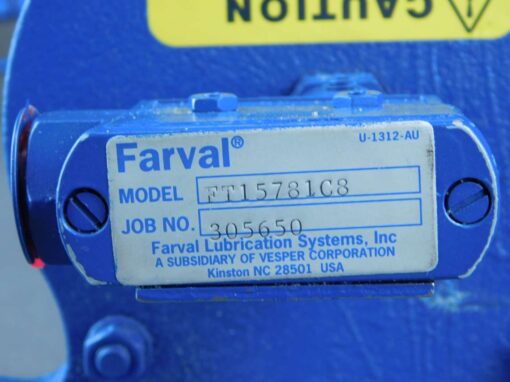 CAUTION
Farval®
U-1312-AU
MODEL FT15781C8
JOB NO. 305650
Farval Lubrication Systems, Inc
A SUBSIDIARY OF VESPER CORPORATION
Kinston NC 28501 USA